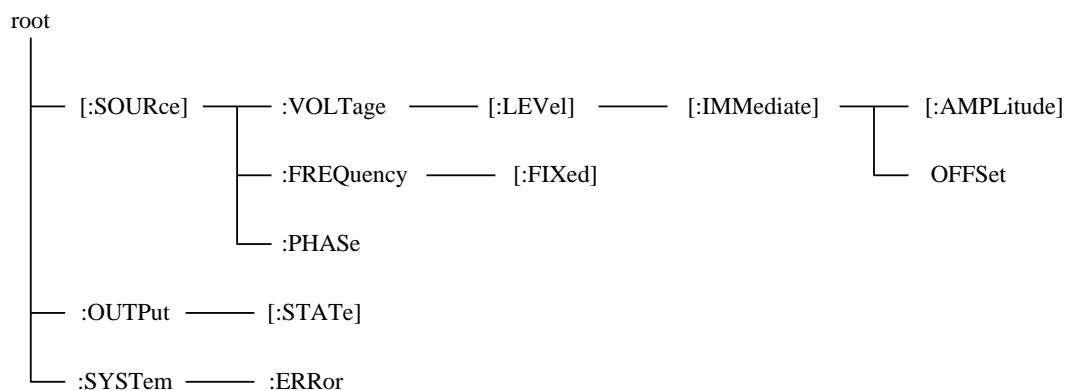 root
[:SOURce] :VOLTage [:LEVel] [:IMMediate] [:AMPLitude]
:FREQuency [:FIXed] OFFSet
:PHASe
:OUTPut [:STATe]
:SYSTem :ERRor